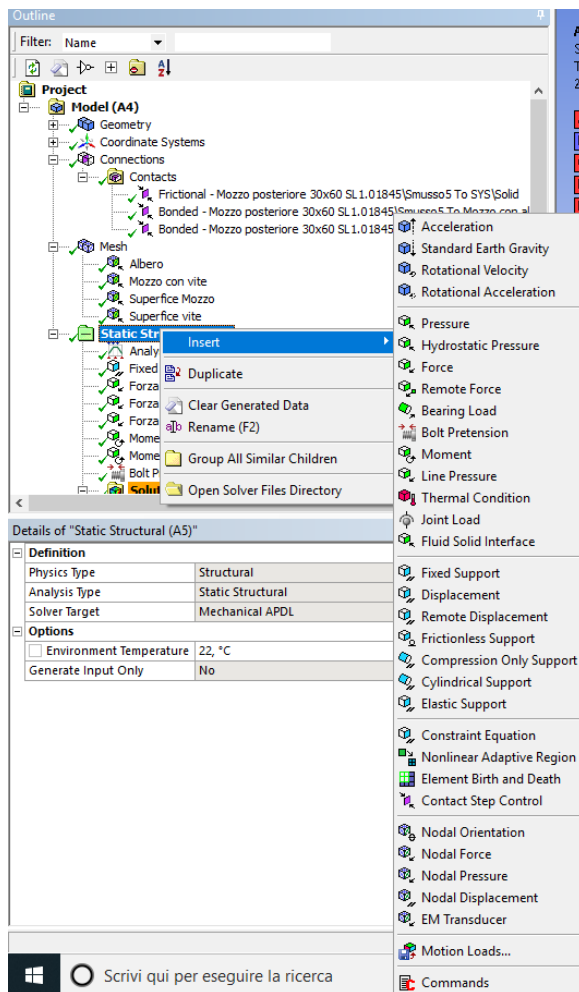 Outline
Filter: Name
Project
Model (A4)
Geometry
Coordinate Systems
Connections
Contacts
Frictional - Mozzo posteriore 30x60 SL1.01845\Smusso5 To SYS\Solid
Bonded - Mozzo posteriore 30x60 SL1.01845\Smusso5 To Mozzo con
Bonded - Mozzo posteriore 30x60 SL1.01845
Mesh
Albero
Mozzo con vite
Superfice Mozzo
Superfice vite
Static Str
Analy
Fixed
Forza
Forza
Forza
Mome
Mome
Bolt P
Solut
Insert
Duplicate
Clear Generated Data
Rename (F2)
Group All Similar Children
Open Solver Files Directory
Acceleration
Standard Earth Gravity
Rotational Velocity
Rotational Acceleration
Pressure
Hydrostatic Pressure
Force
Remote Force
Bearing Load
Bolt Pretension
Moment
Line Pressure
Thermal Condition
Joint Load
Fluid Solid Interface
Fixed Support
Displacement
Remote Displacement
Frictionless Support
Compression Only Support
Cylindrical Support
Elastic Support
Constraint Equation
Nonlinear Adaptive Region
Element Birth and Death
Contact Step Control
Nodal Orientation
Nodal Force
Nodal Pressure
Nodal Displacement
EM Transducer
Motion Loads...
Commands
Details of "Static Structural (A5)"
Definition
Physics Type Structural
Analysis Type Static Structural
Solver Target Mechanical APDL
Options
Environment Temperature 22, °C
Generate Input Only No
Scrivi qui per eseguire la ricerca